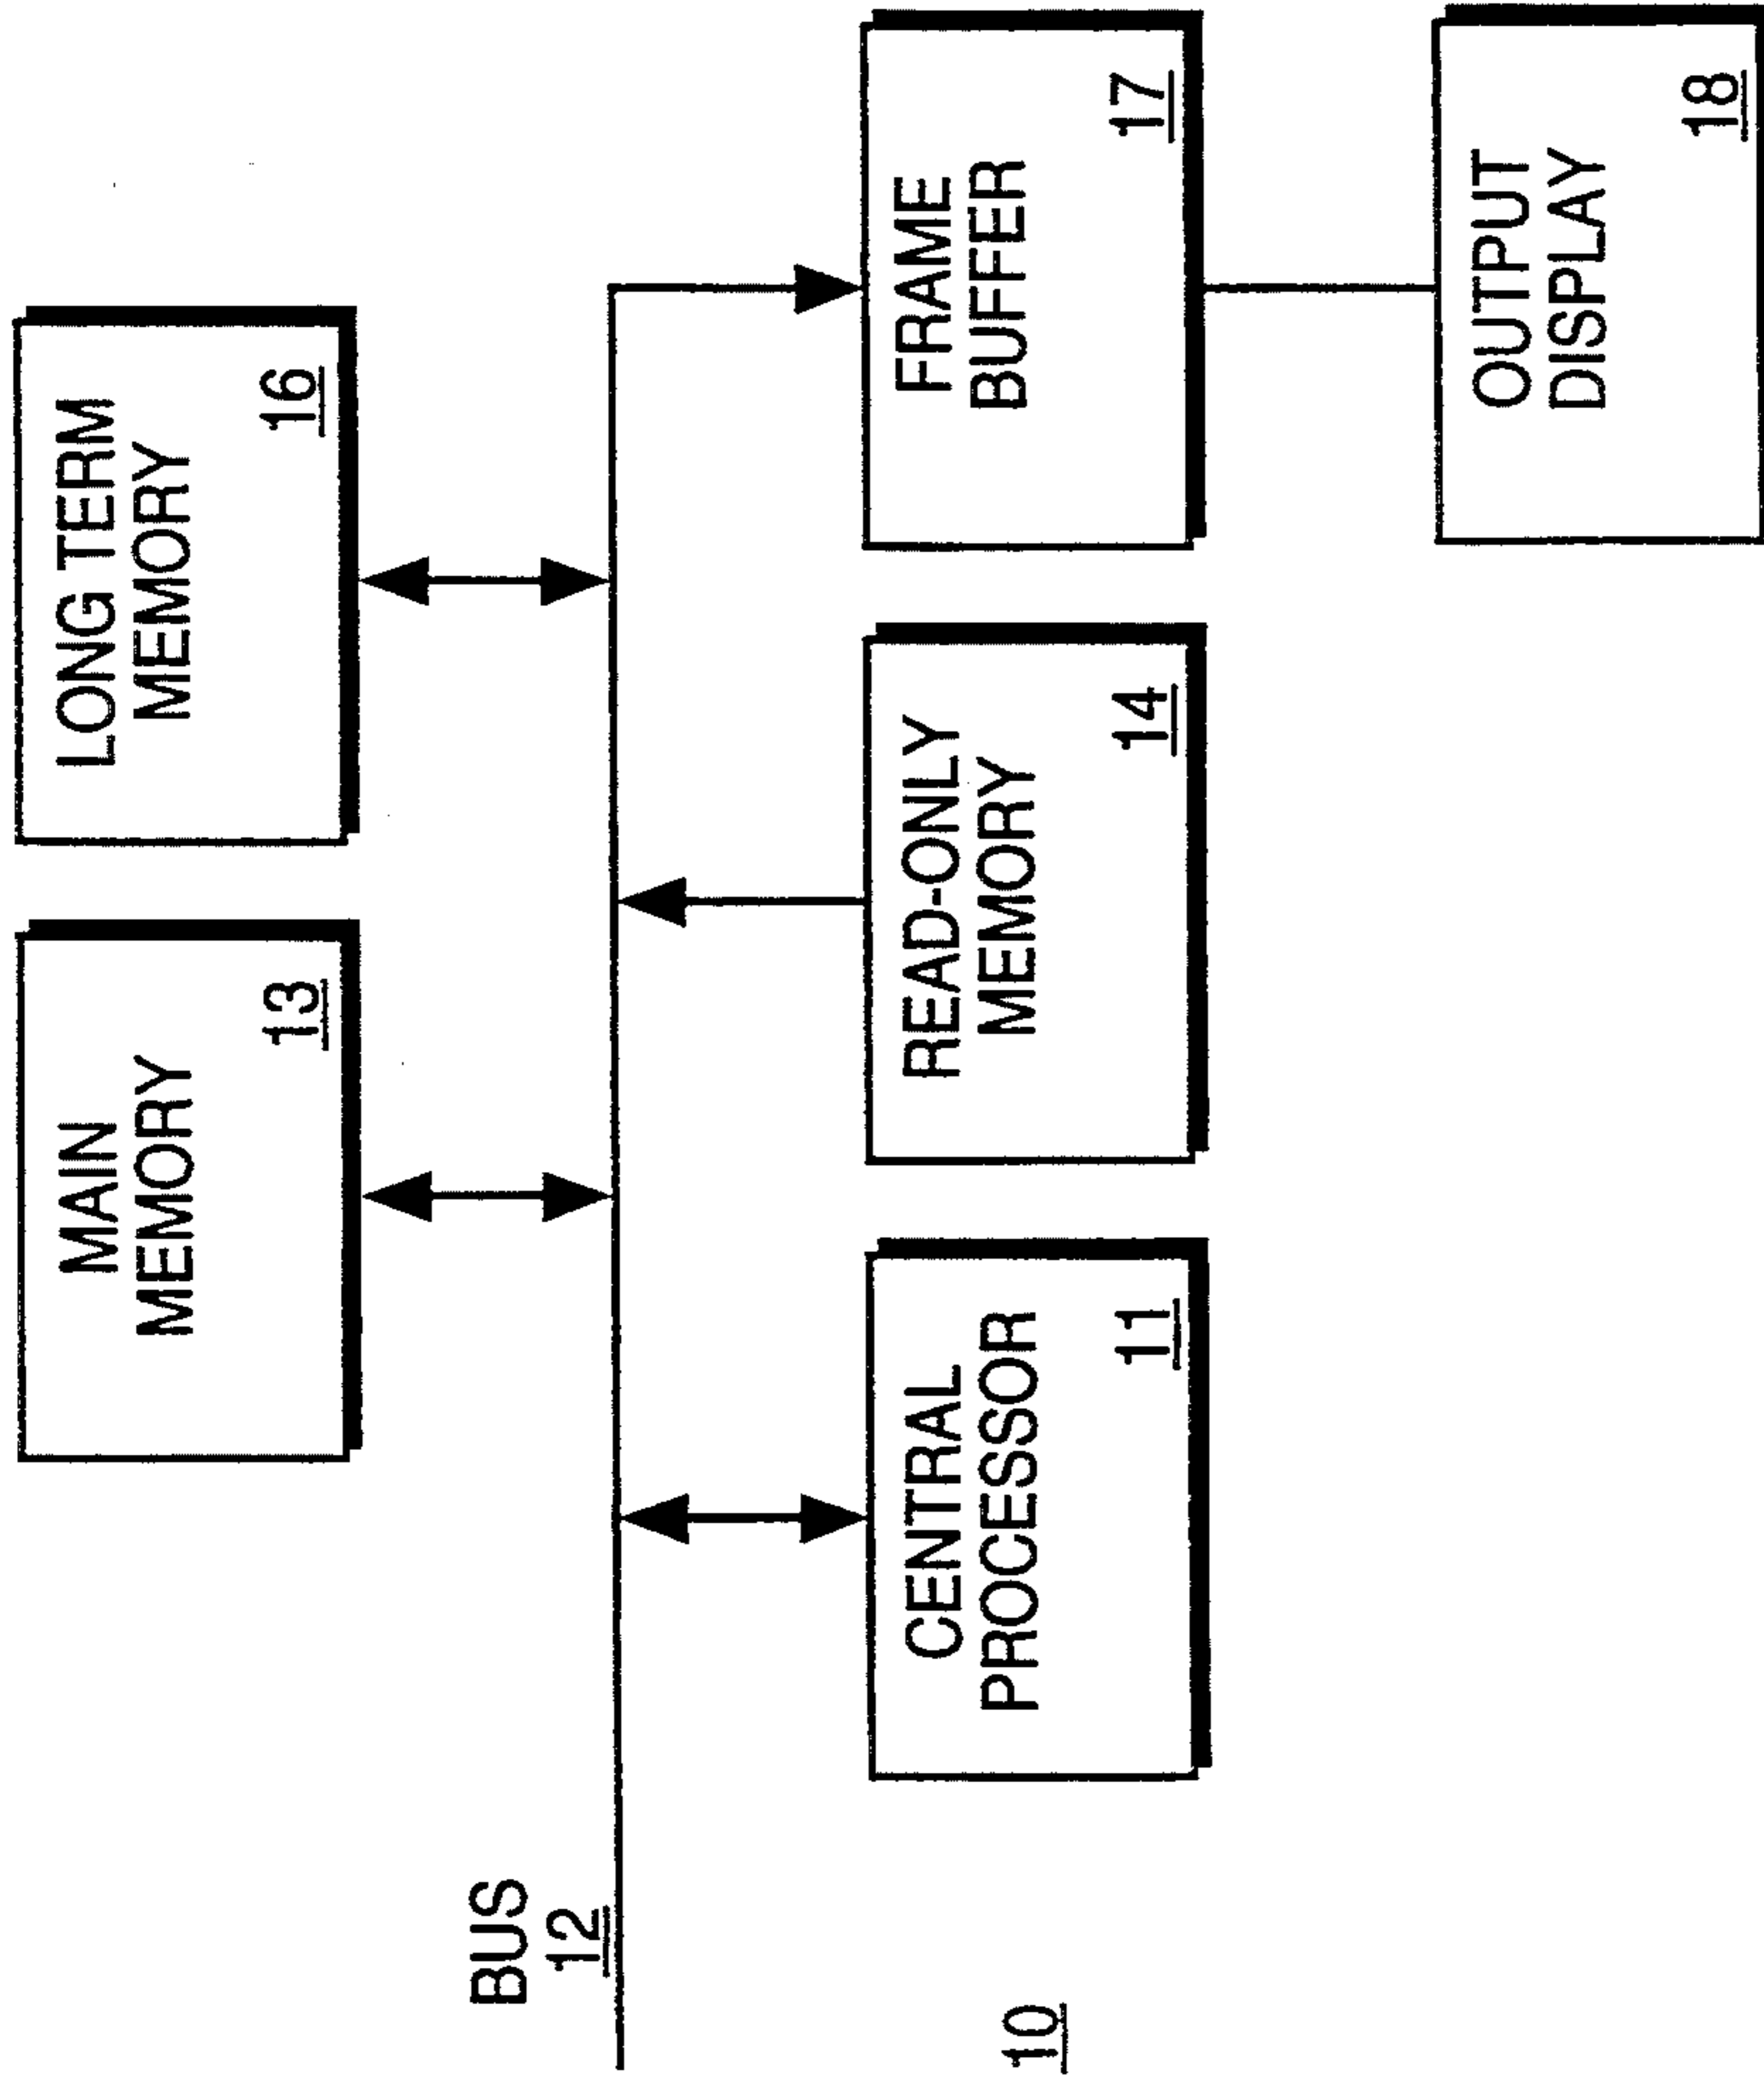 MAIN
MEMORY
13
LONG TERM
MEMORY
16
BUS
12
CENTRAL
PROCESSOR
11
READ-ONLY
MEMORY
14
FRAME
BUFFER
17
10
OUTPUT
DISPLAY
18